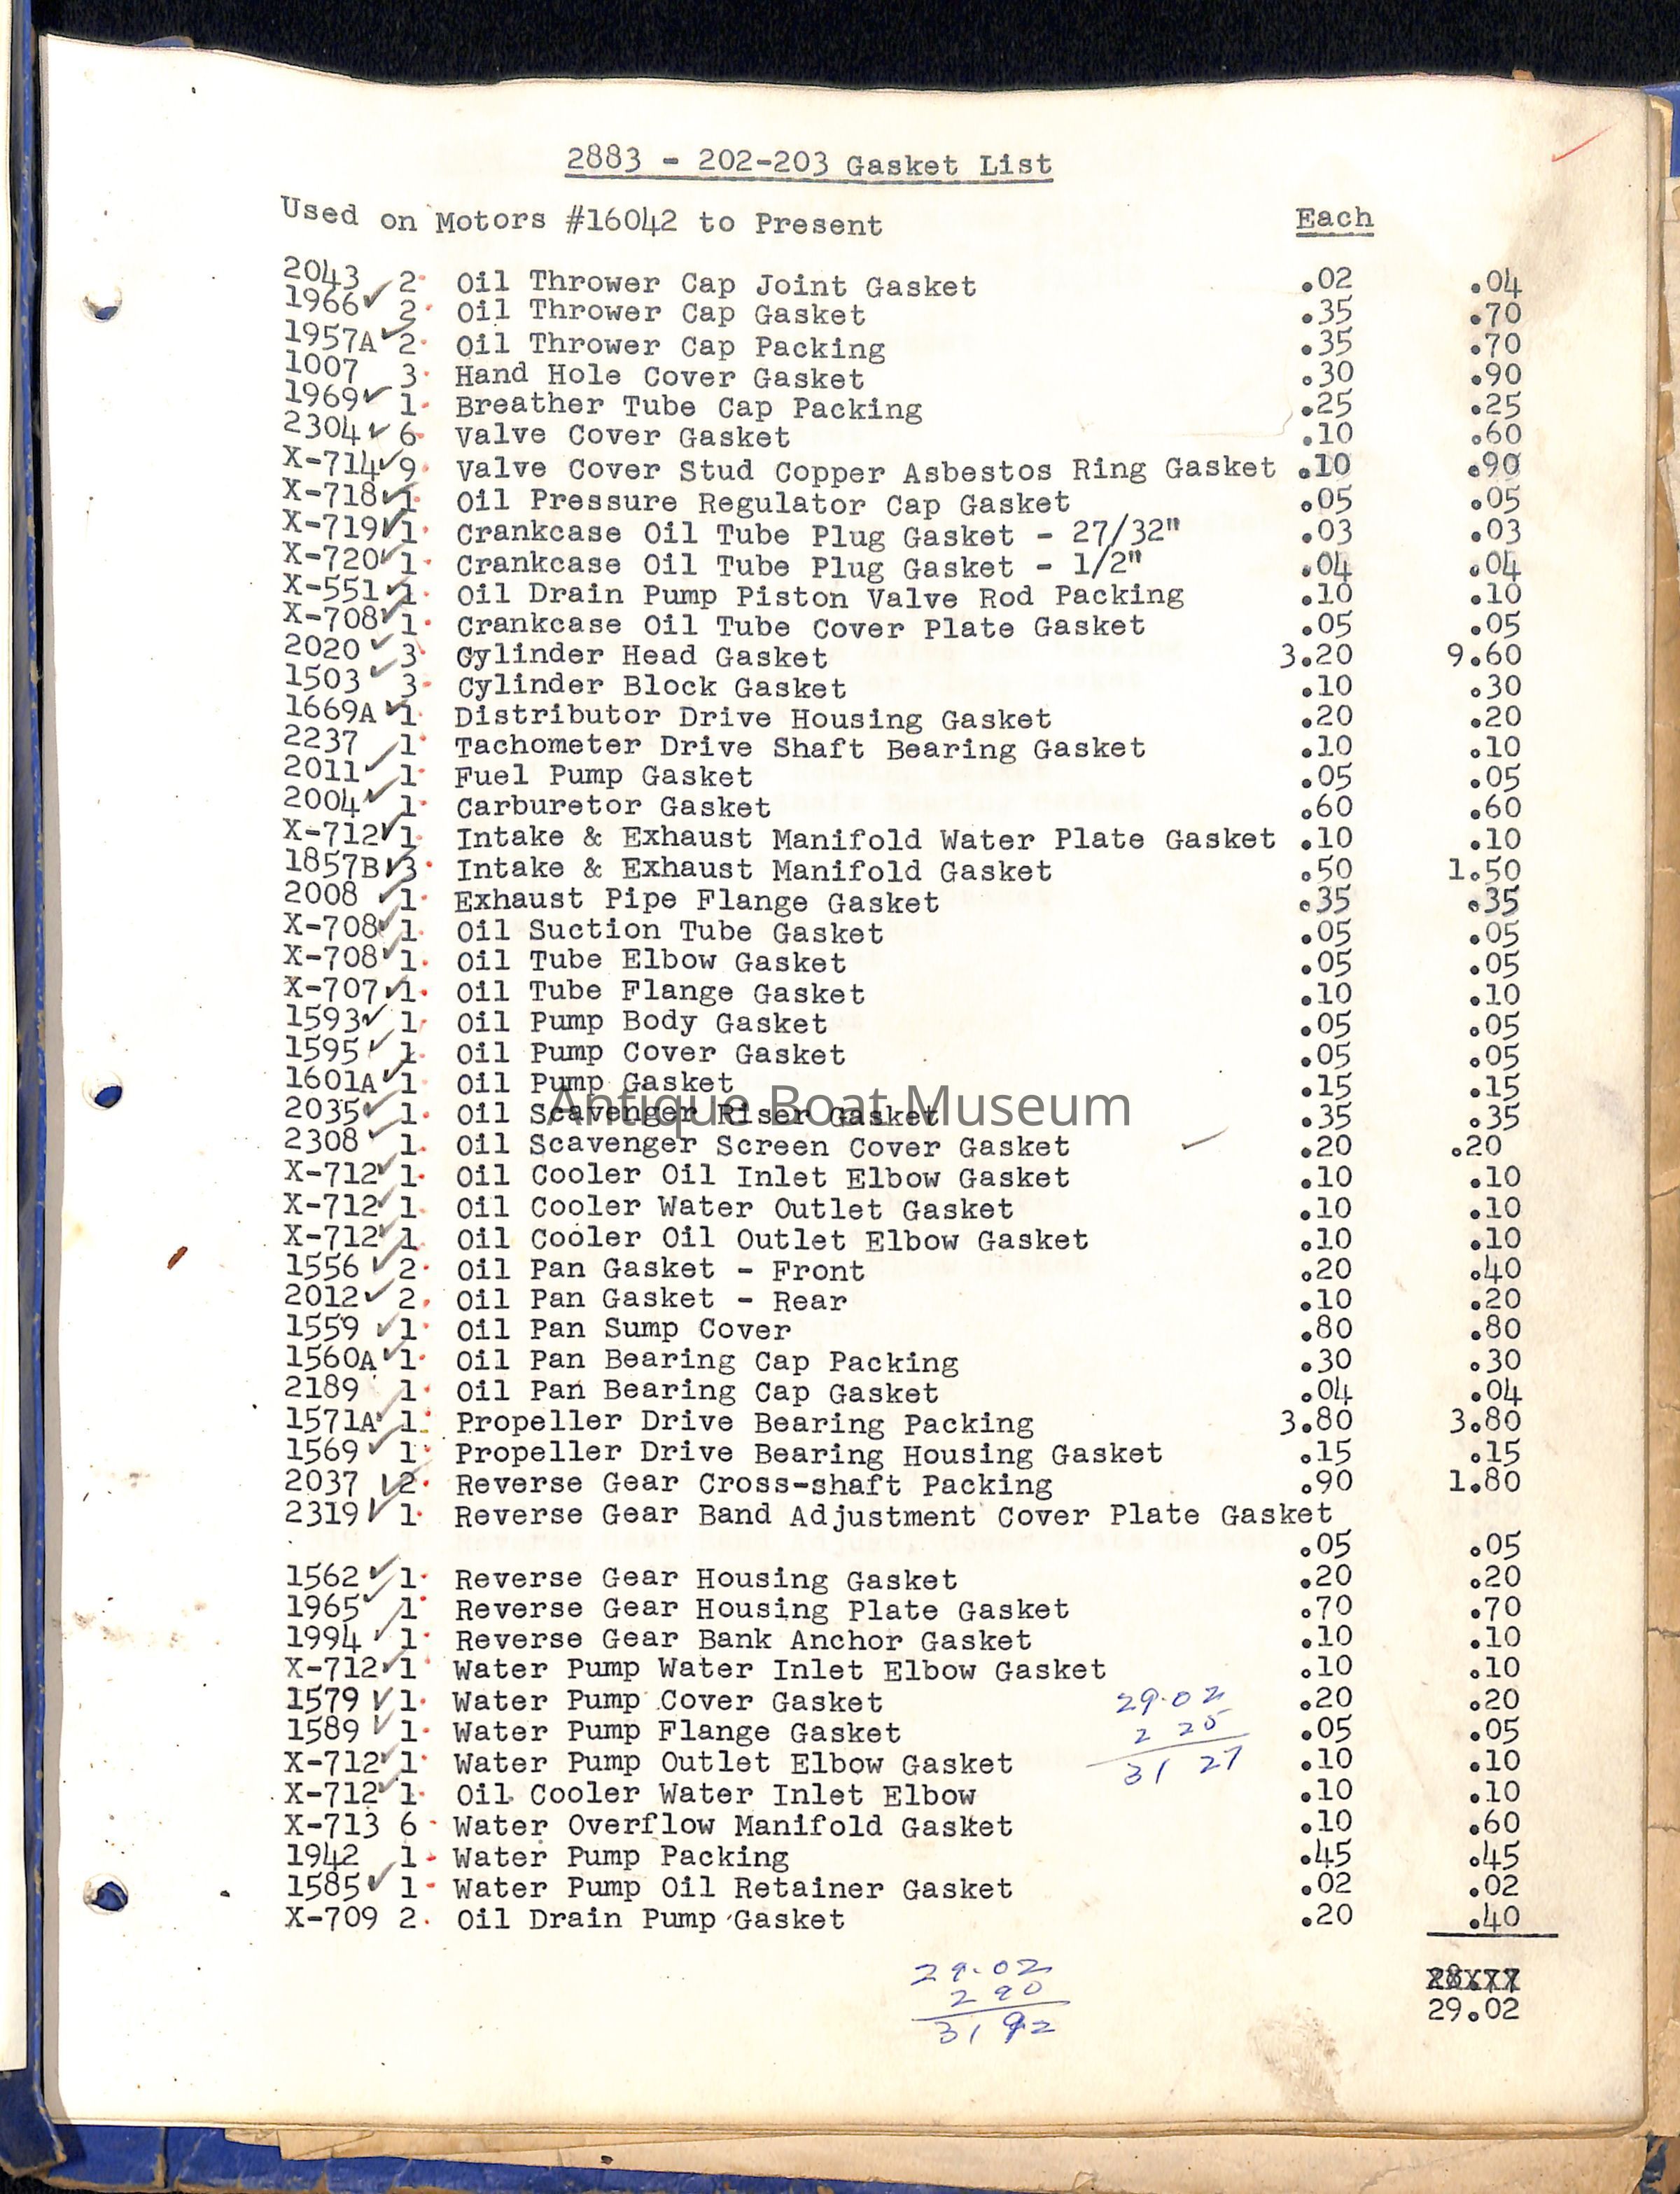 2883 - 202-203 Gasket List
Used on Motors #16042 to Present Each
2043 2 Oil Thrower Cap Joint Gasket .02 .04
1966 2 Oil Thrower Cap Gasket .35 .70
1957A 2 Oil Thrower Cap Packing .35 .70
1007 3 Hand Hole Cover Gasket .30 .90
1969 1 Breather Tube Cap Packing .25 .25
2304 6 Valve Cover Gasket .10 .60
X-714 9 Valve Cover Stud Copper Asbestos Ring Gasket .10 .90
X-718 1 Oil Pressure Regulator Cap Gasket .05 .05
X-719 1 Crankcase Oil Tube Plug Gasket - 27/32" .03 .03
X-720 1 Crankcase Oil Tube Plug Gasket - 1/2" .04 .04
X-551 1 Oil Drain Pump Piston Valve Rod Packing .10 .10
X-708 1 Crankcase Oil Tube Cover Plate Gasket .05 .05
2020 3 Cylinder Head Gasket 3.20 9.60
1503 3 Cylinder Block Gasket .10 .30
1669A 1 Distributor Drive Housing Gasket .20 .20
2237 1 Tachometer Drive Shaft Bearing Gasket .10 .10
2011 1 Fuel Pump Gasket .05 .05
2004 1 Carburetor Gasket .60 .60
X-712 1 Intake & Exhaust Manifold Water Plate Gasket .10 .10
1857B 3 Intake & Exhaust Manifold Gasket .50 1.50
2008 1 Exhaust Pipe Flange Gasket .35 .35
X-708 1 Oil Suction Tube Gasket .05 .05
X-708 1 Oil Tube Elbow Gasket .05 .05
X-707 1 Oil Tube Flange Gasket .10 .10
1593 1 Oil Pump Body Gasket .05 .05
1595 1 Oil Pump Cover Gasket .05 .05
1601A 1 Oil Pump Gasket .15 .15
Antique Boat Museum
2035 1 Oil Scavenger Riser Gasket .35 .35
2308 1 Oil Scavenger Screen Cover Gasket .20 .20
X-712 1 Oil Cooler Oil Inlet Elbow Gasket .10 .10
X-712 1 Oil Cooler Water Outlet Gasket .10 .10
X-712 1 Oil Cooler Oil Outlet Elbow Gasket .10 .10
1556 2 Oil Pan Gasket - Front .20 .40
2012 2 Oil Pan Gasket - Rear .10 .20
1559 1 Oil Pan Sump Cover .80 .80
1560A 1 Oil Pan Bearing Cap Packing .30 .30
2189 1 Oil Pan Bearing Cap Gasket .04 .04
1571A 1 Propeller Drive Bearing Packing 3.80 3.80
1569 1 Propeller Drive Bearing Housing Gasket .15 .15
2037 2 Reverse Gear Cross-shaft Packing .90 1.80
2319 1 Reverse Gear Band Adjustment Cover Plate Gasket
.05 .05
1562 1 Reverse Gear Housing Gasket .20 .20
1965 1 Reverse Gear Housing Plate Gasket .70 .70
1994 1 Reverse Gear Bank Anchor Gasket .10 .10
X-712 1 Water Pump Water Inlet Elbow Gasket .10 .10
1579 1 Water Pump Cover Gasket 29.02 .20 .20
1589 1 Water Pump Flange Gasket 2 25 .05 .05
X-712 1 Water Pump Outlet Elbow Gasket 31 27 .10 .10
X-712 1 Oil Cooler Water Inlet Elbow .10 .10
X-713 6 Water Overflow Manifold Gasket .10 .60
1942 1 Water Pump Packing .45 .45
1585 1 Water Pump Oil Retainer Gasket .02 .02
X-709 2 Oil Drain Pump Gasket .20 .40
29.02
2 90
31 92
29.02